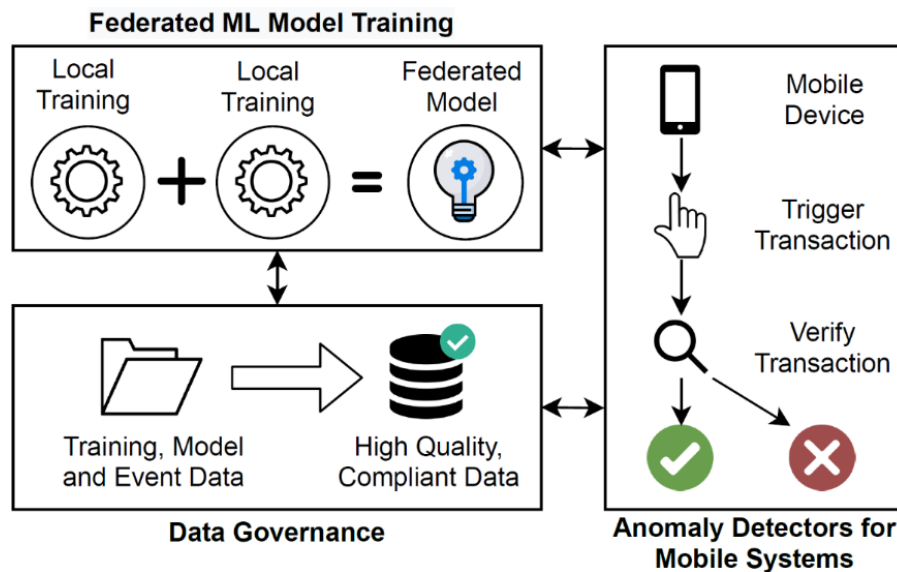 Federated ML Model Training
Local
Training
Local
Training
Federated
Model
Training, Model
and Event Data
High Quality,
Compliant Data
Data Governance
Mobile
Device
Trigger
Transaction
Verify
Transaction
Anomaly Detectors for
Mobile Systems